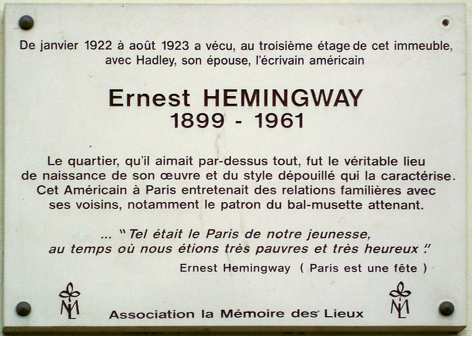 De janvier 1922 à août 1923 a vécu, au troisième étage de cet immeuble,
avec Hadley, son épouse, l'écrivain américain
Ernest HEMINGWAY
1899 - 1961
Le quartier, qu'il aimait par-dessus tout, fut le véritable lieu
de naissance de son œuvre et du style dépouillé qui la caractérise.
Cet Américain à Paris entretenait des relations familières avec
ses voisins, notamment le patron du bal-musette attenant.
... "Tel était le Paris de notre jeunesse,
au temps où nous étions très pauvres et très heureux."
Ernest Hemingway ( Paris est une fête )
Association la Mémoire des Lieux